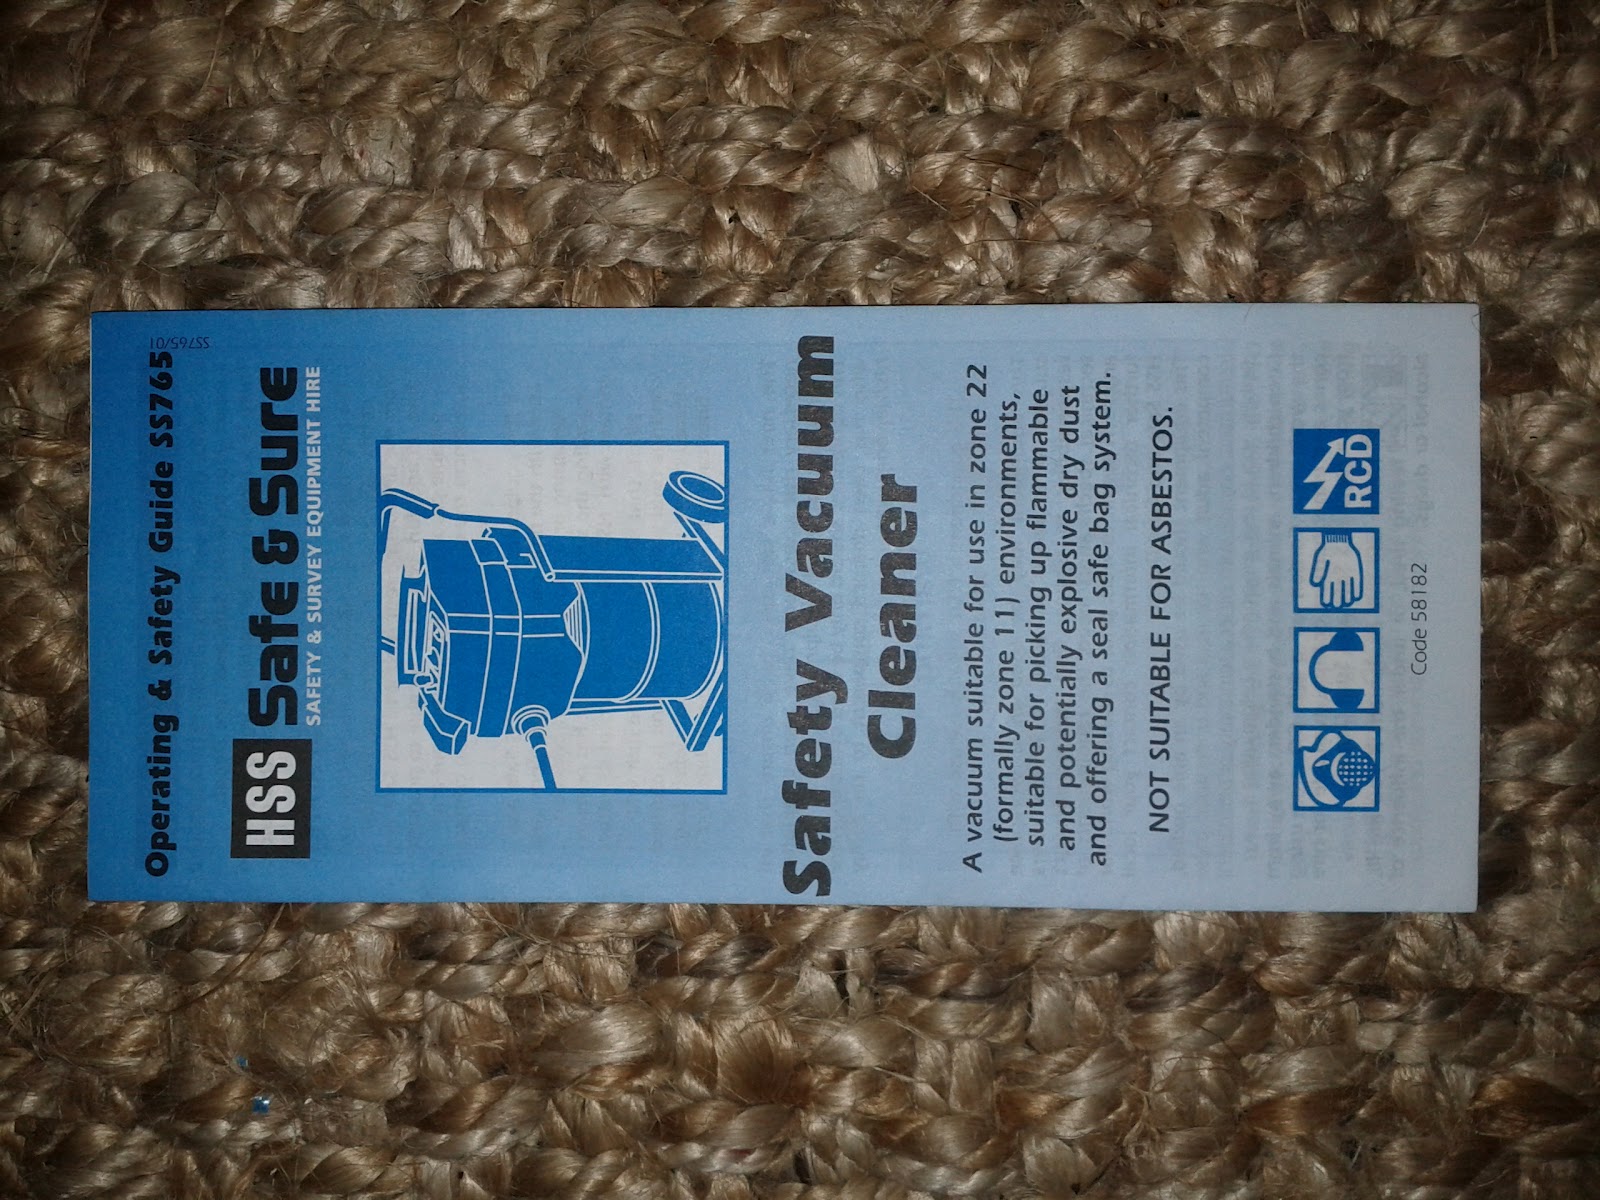 Operating & Safety Guide SS765
SS765/01
HSS Safe & Sure
SAFETY & SURVEY EQUIPMENT HIRE
Safety Vacuum
Cleaner
A vacuum suitable for use in zone 22
(formally zone 11) environments,
suitable for picking up flammable
and potentially explosive dry dust
and offering a seal safe bag system.
NOT SUITABLE FOR ASBESTOS.
RCD
Code 58182